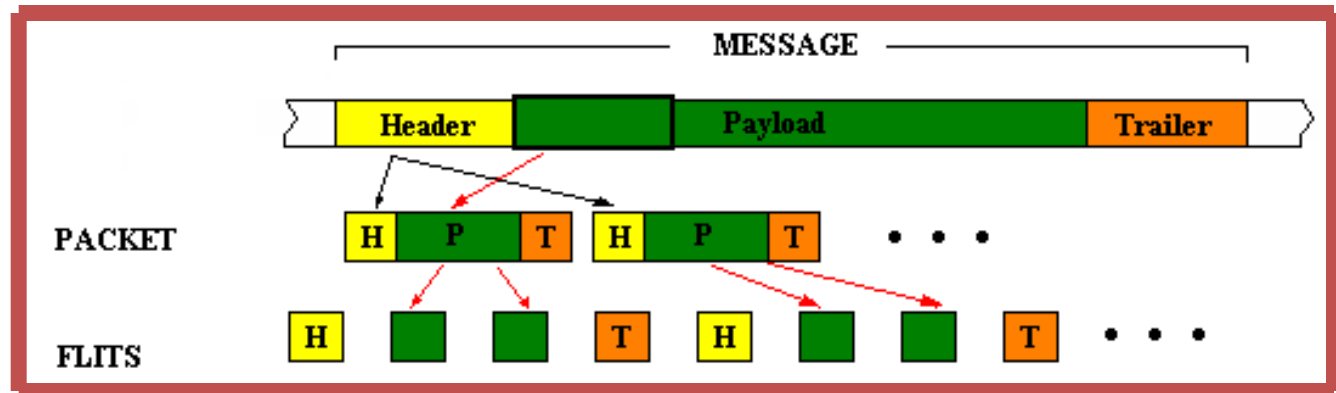 MESSAGE
Header Payload Trailer
PACKET H P T H P T • • •
FLITS H T H T • • •